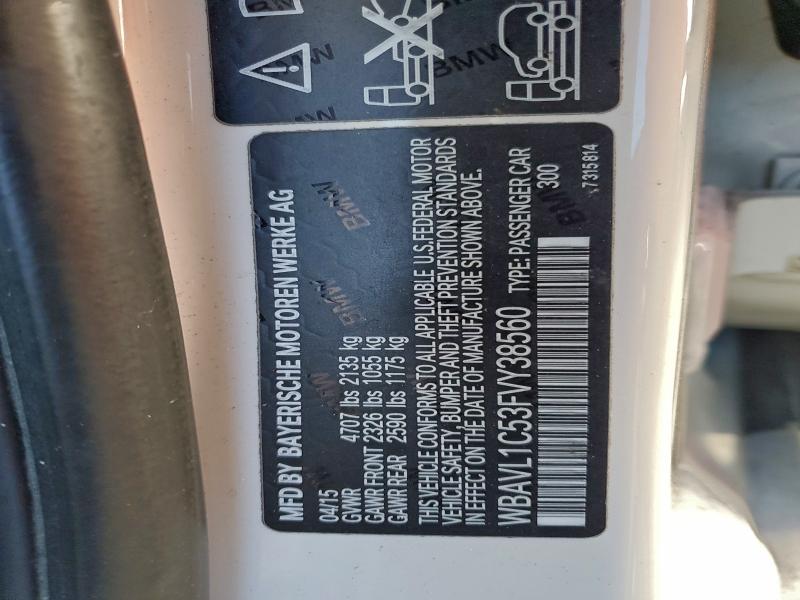 MFD BY BAYERISCHE MOTOREN WERKE AG
04/15
GVWR 4707 lbs 2135 kg
GAWR FRONT 2326 lbs 1055 kg
GAWR REAR 2590 lbs 1175 kg
THIS VEHICLE CONFORMS TO ALL APPLICABLE U.S.FEDERAL MOTOR
VEHICLE SAFETY, BUMPER AND THEFT PREVENTION STANDARDS
IN EFFECT ON THE DATE OF MANUFACTURE SHOWN ABOVE.
WBAVL1C53FVY38560 TYPE: PASSENGER CAR
300
7315814
BMW
BMW
BMW
BMW
BMW